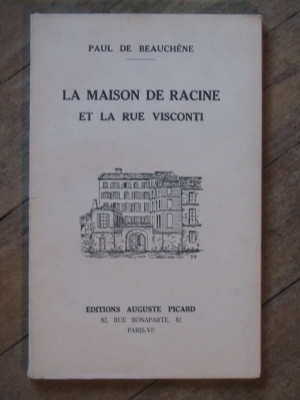 PAUL DE BEAUCHÊNE
LA MAISON DE RACINE
ET LA RUE VISCONTI
EDITIONS AUGUSTE PICARD
82, RUE BONAPARTE, 82
PARIS-VIᵉ